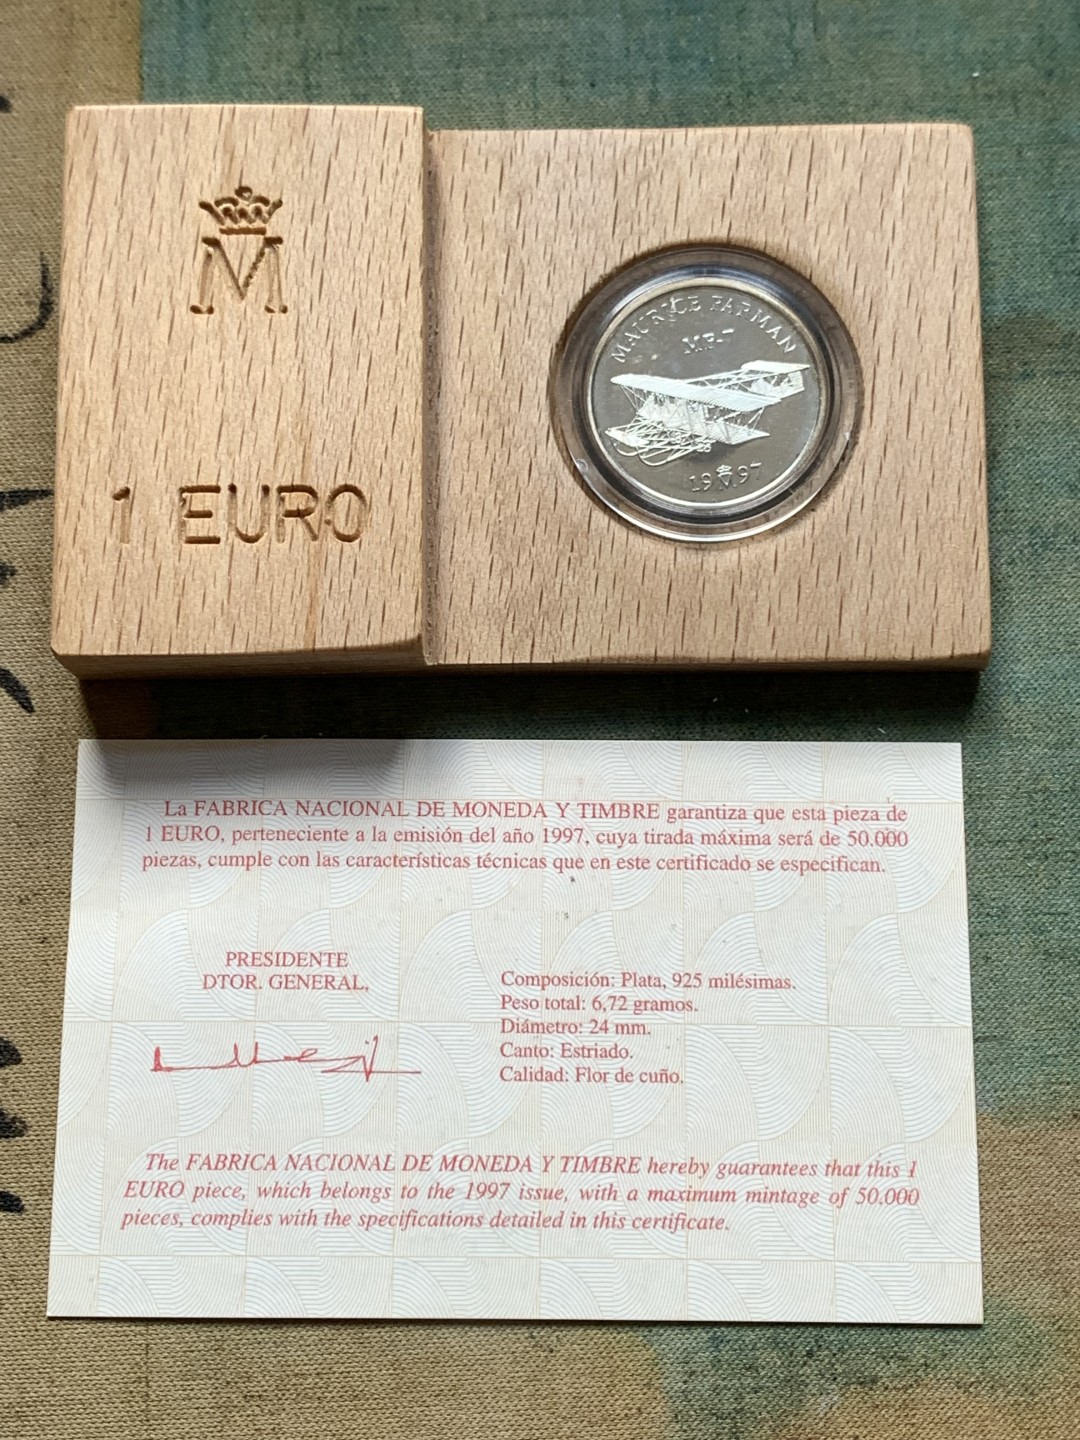 M
1 EURO
MAURICE FARMAN
MF-7
19 M 97
La FABRICA NACIONAL DE MONEDA Y TIMBRE garantiza que esta pieza de
1 EURO, perteneciente a la emisión del año 1997, cuya tirada máxima será de 50.000
piezas, cumple con las características técnicas que en este certificado se especifican.
PRESIDENTE
DTOR. GENERAL,
Composición: Plata, 925 milésimas.
Peso total: 6,72 gramos.
Diámetro: 24 mm.
Canto: Estriado.
Calidad: Flor de cuño.
The FABRICA NACIONAL DE MONEDA Y TIMBRE hereby guarantees that this 1
EURO piece, which belongs to the 1997 issue, with a maximum mintage of 50.000
pieces, complies with the specifications detailed in this certificate.